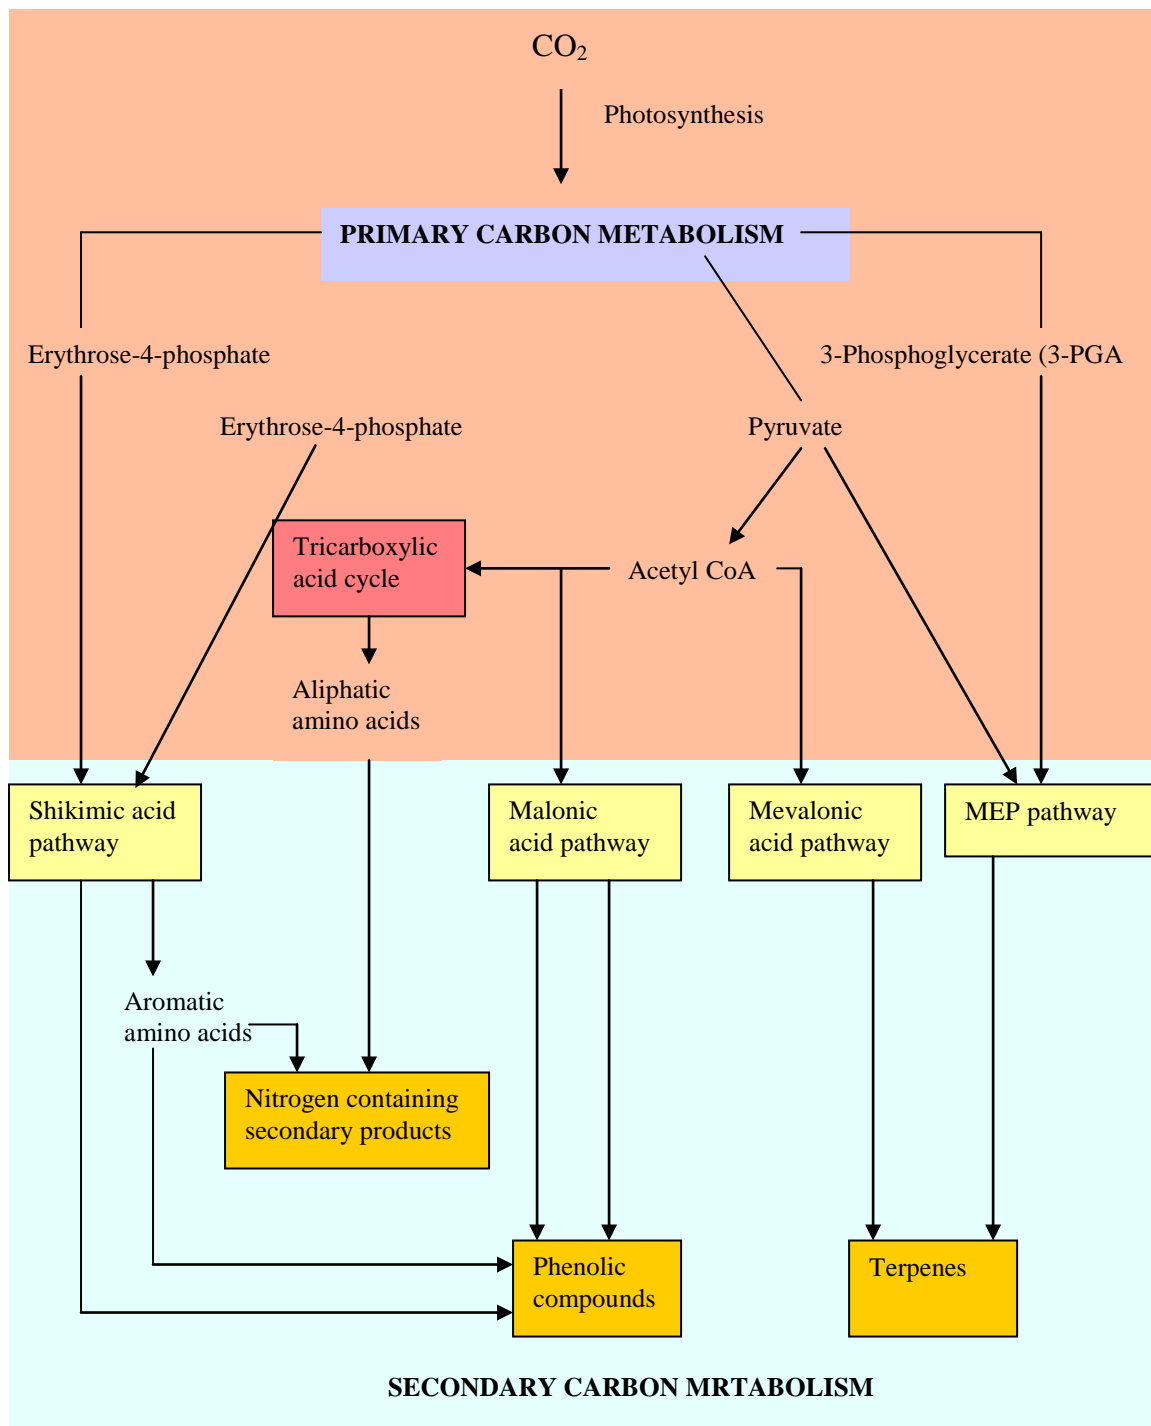 CO₂
Photosynthesis
PRIMARY CARBON METABOLISM
Erythrose-4-phosphate
3-Phosphoglycerate (3-PGA
Erythrose-4-phosphate
Pyruvate
Tricarboxylic
acid cycle
Acetyl CoA
Aliphatic
amino acids
Shikimic acid
pathway
Malonic
acid pathway
Mevalonic
acid pathway
MEP pathway
Aromatic
amino acids
Nitrogen containing
secondary products
Phenolic
compounds
Terpenes
SECONDARY CARBON MRTABOLISM